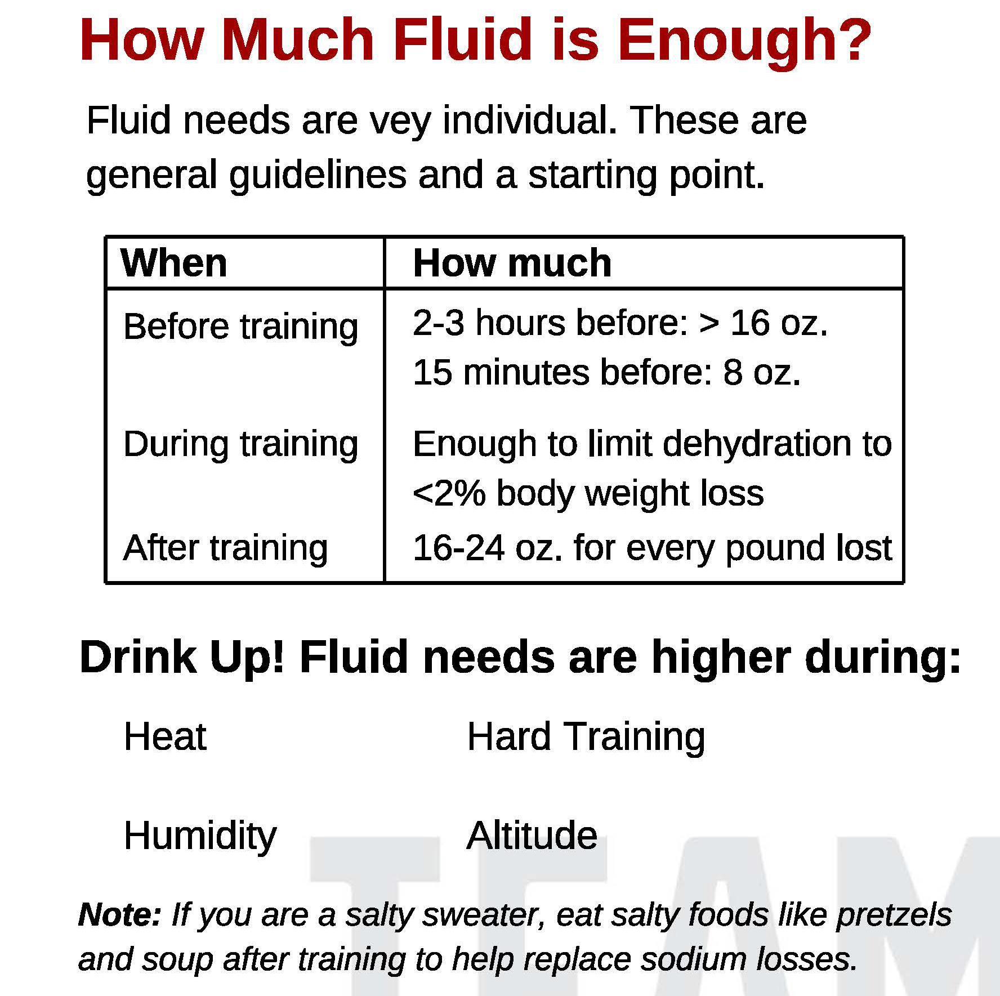 How Much Fluid is Enough?
Fluid needs are vey individual. These are
general guidelines and a starting point.
When How much
Before training 2-3 hours before: > 16 oz.
15 minutes before: 8 oz.
During training Enough to limit dehydration to
<2% body weight loss
After training 16-24 oz. for every pound lost
Drink Up! Fluid needs are higher during:
Heat Hard Training
Humidity Altitude
Note: If you are a salty sweater, eat salty foods like pretzels
and soup after training to help replace sodium losses.
TEAM